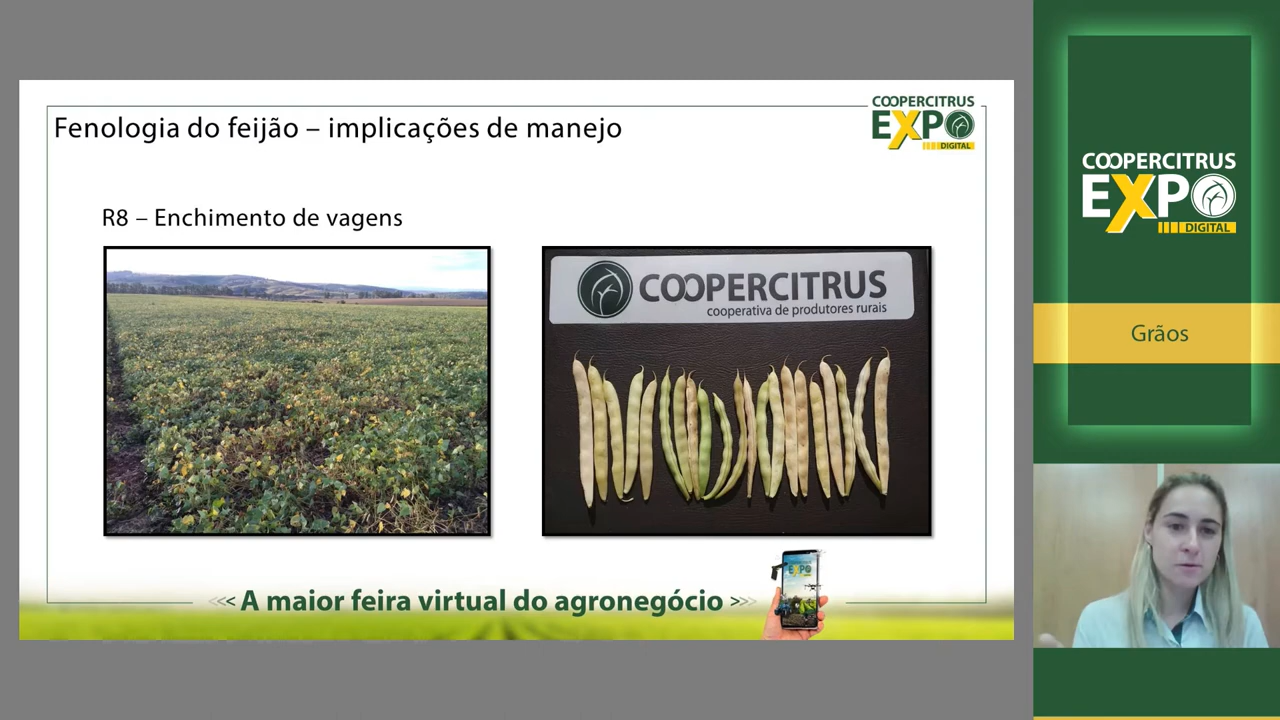 Fenologia do feijão – implicações de manejo
COOPERCITRUS
EXPO
DIGITAL
R8 – Enchimento de vagens
COOPERCITRUS
cooperativa de produtores rurais
<< A maior feira virtual do agronegócio >>
EXPO
COOPERCITRUS
EXPO
DIGITAL
Grãos